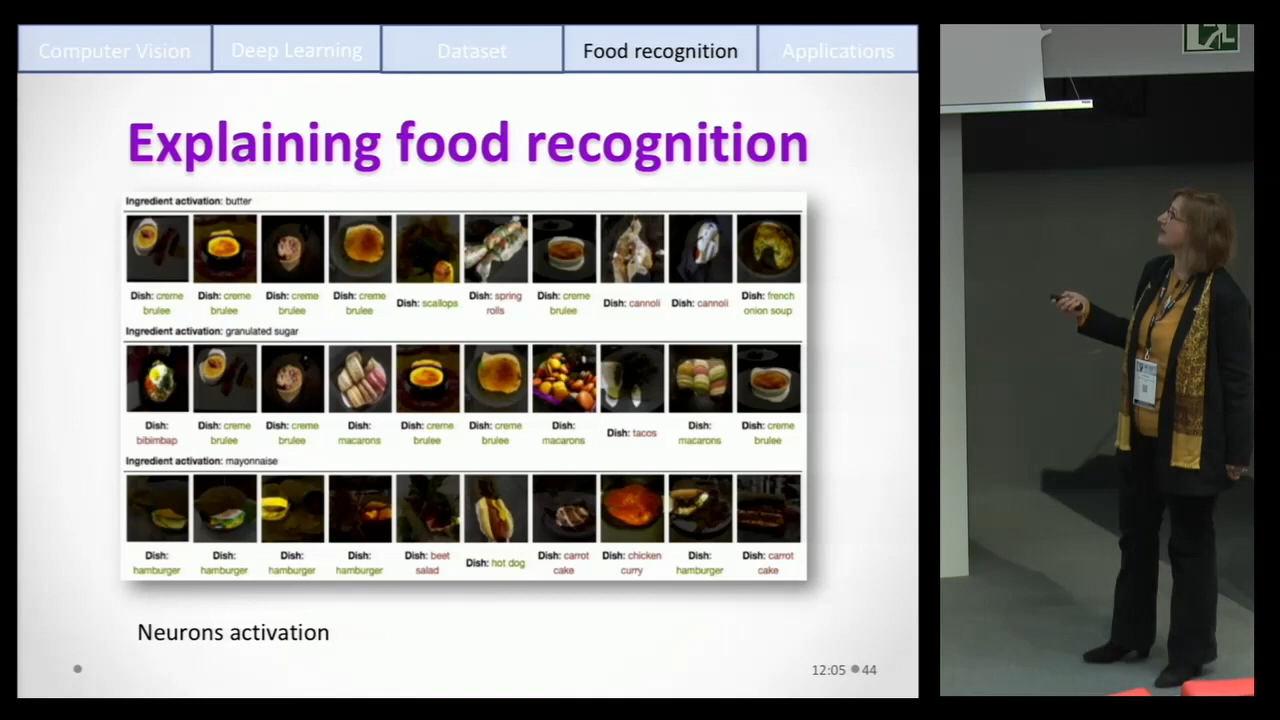 Computer Vision Deep Learning Dataset Food recognition Applications
Explaining food recognition
Ingredient activation: butter
Dish: creme brulee
Dish: creme brulee
Dish: creme brulee
Dish: creme brulee
Dish: scallops
Dish: spring rolls
Dish: creme brulee
Dish: cannoli
Dish: cannoli
Dish: french onion soup
Ingredient activation: granulated sugar
Dish: bibimbap
Dish: creme brulee
Dish: creme brulee
Dish: macarons
Dish: creme brulee
Dish: creme brulee
Dish: macarons
Dish: tacos
Dish: macarons
Dish: creme brulee
Ingredient activation: mayonnaise
Dish: hamburger
Dish: hamburger
Dish: hamburger
Dish: hamburger
Dish: beet salad
Dish: hot dog
Dish: carrot cake
Dish: chicken curry
Dish: hamburger
Dish: carrot cake
Neurons activation
12:05 44